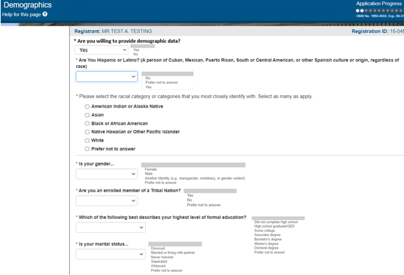 Demographics
Help for this page
Application Progress
Registrant: MR TEST A. TESTING
Registration ID: 15-045
* Are you willing to provide demographic data?
Yes
Yes
No
* Are You Hispanic or Latino? (A person of Cuban, Mexican, Puerto Rican, South or Central American, or other Spanish culture or origin, regardless of
race)
No
Prefer not to answer
Yes
* Please select the racial category or categories that you most closely identify with. Select as many as apply.
American Indian or Alaska Native
Asian
Black or African American
Native Hawaiian or Other Pacific Islander
White
Prefer not to answer
* Is your gender...
Female
Male
Another identity (e.g., transgender, nonbinary, or gender variant)
Prefer not to answer
* Are you an enrolled member of a Tribal Nation?
Yes
No
Prefer not to answer
* Which of the following best describes your highest level of formal education?
Did not complete high school
High school graduate/GED
Some college
Associate degree
Bachelor's degree
Master's degree
Doctoral degree
Prefer not to answer
* Is your marital status...
Divorced
Married or living with partner
Never married
Separated
Widowed
Prefer not to answer